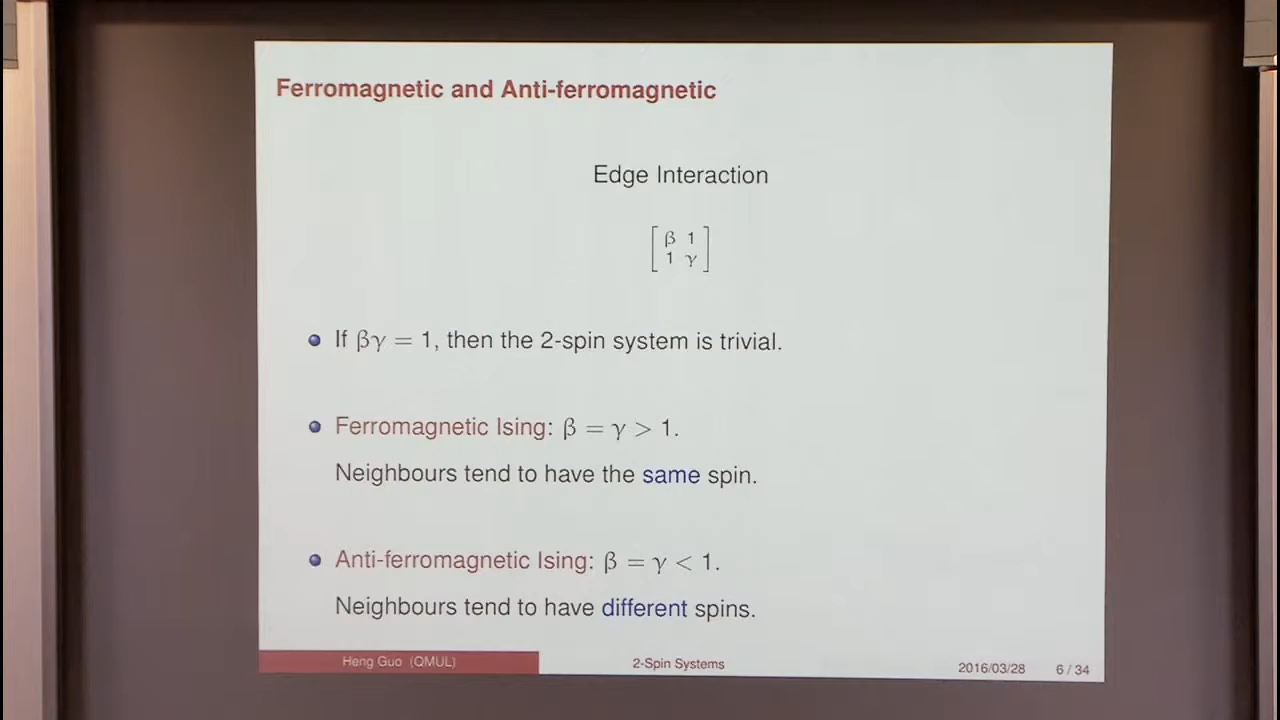 Ferromagnetic and Anti-ferromagnetic
Edge Interaction
β 1
1 γ
If βγ = 1, then the 2-spin system is trivial.
Ferromagnetic Ising: β = γ > 1.
Neighbours tend to have the same spin.
Anti-ferromagnetic Ising: β = γ < 1.
Neighbours tend to have different spins.
Heng Guo (QMUL)
2-Spin Systems
2016/03/28
6 / 34